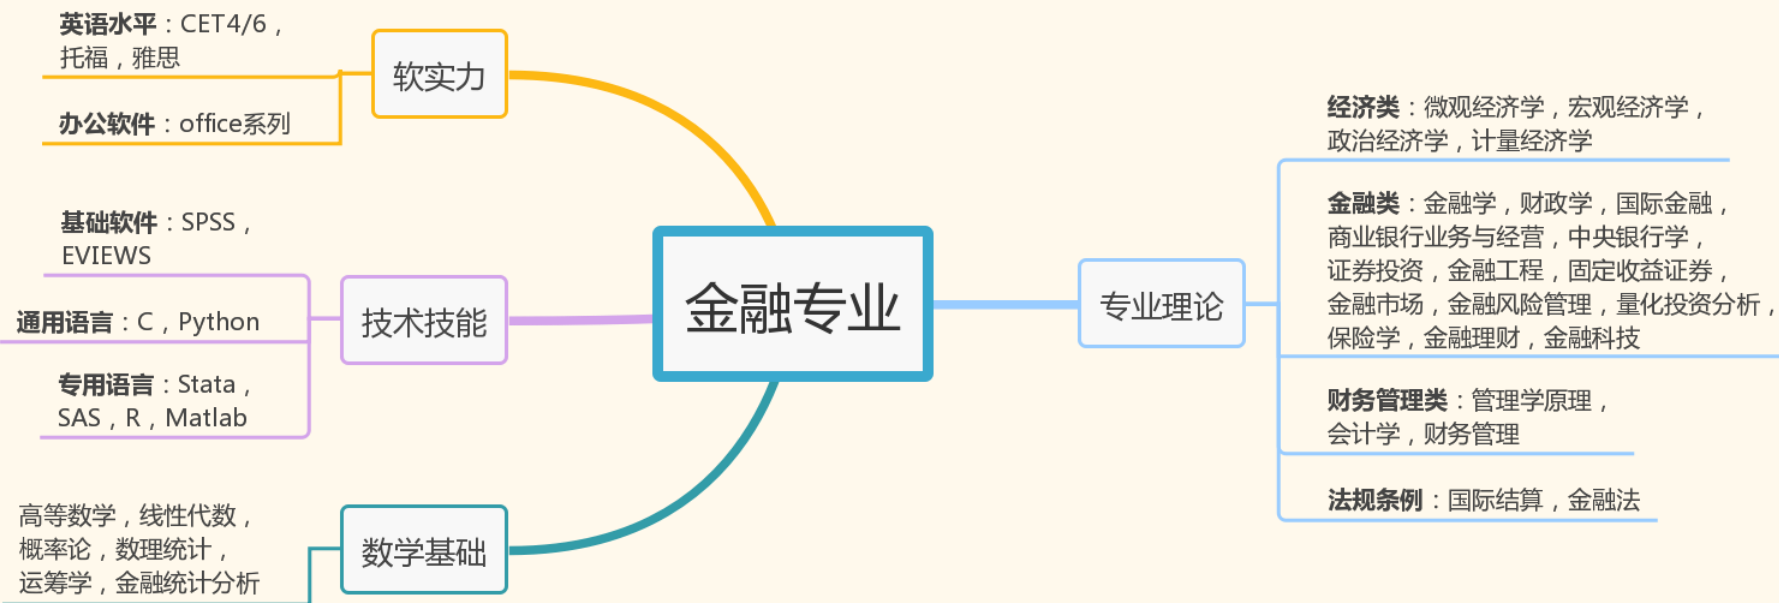 金融专业
软实力
英语水平：CET4/6，
托福，雅思
办公软件：office系列
技术技能
基础软件：SPSS，
EVIEWS
通用语言：C，Python
专用语言：Stata，
SAS，R，Matlab
数学基础
高等数学，线性代数，
概率论，数理统计，
运筹学，金融统计分析
专业理论
经济类：微观经济学，宏观经济学，
政治经济学，计量经济学
金融类：金融学，财政学，国际金融，
商业银行业务与经营，中央银行学，
证券投资，金融工程，固定收益证券，
金融市场，金融风险管理，量化投资分析，
保险学，金融理财，金融科技
财务管理类：管理学原理，
会计学，财务管理
法规条例：国际结算，金融法